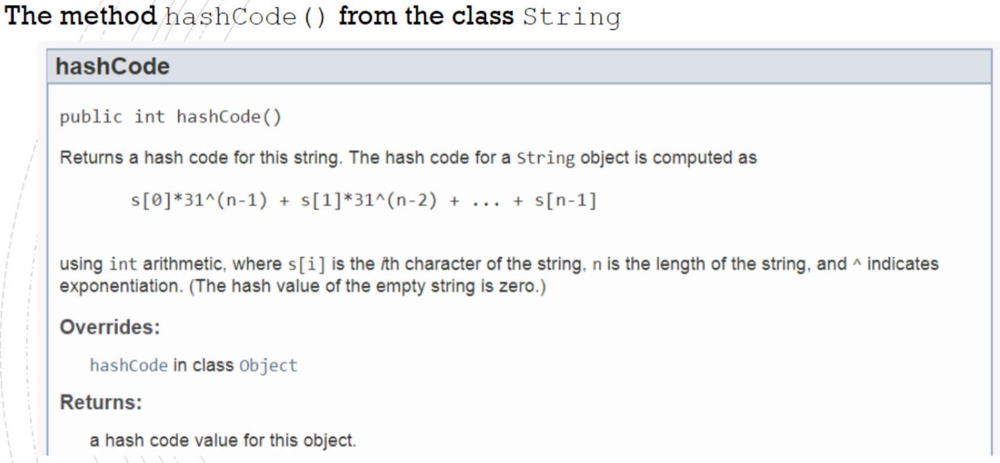 The method hashCode() from the class String
hashCode
public int hashCode()
Returns a hash code for this string. The hash code for a String object is computed as
s[0]*31^(n-1) + s[1]*31^(n-2) + ... + s[n-1]
using int arithmetic, where s[i] is the ith character of the string, n is the length of the string, and ^ indicates
exponentiation. (The hash value of the empty string is zero.)
Overrides:
hashCode in class Object
Returns:
a hash code value for this object.